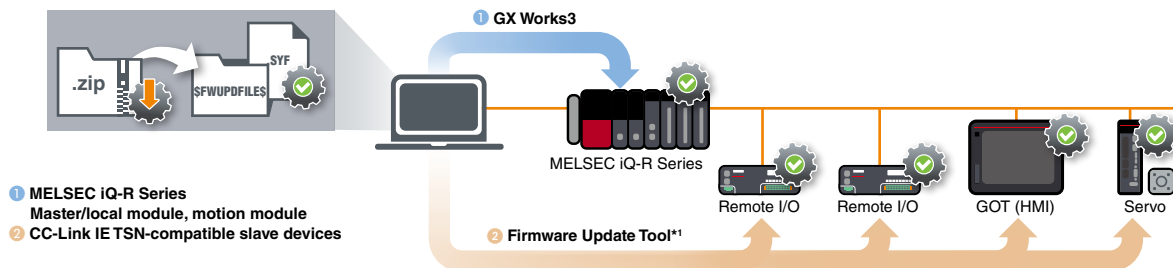 ① GX Works3
.zip
$FWUPDFILE$
SYF
MELSEC iQ-R Series
① MELSEC iQ-R Series
Master/local module, motion module
② CC-Link IE TSN-compatible slave devices
Remote I/O
Remote I/O
GOT (HMI)
Servo
② Firmware Update Tool*1